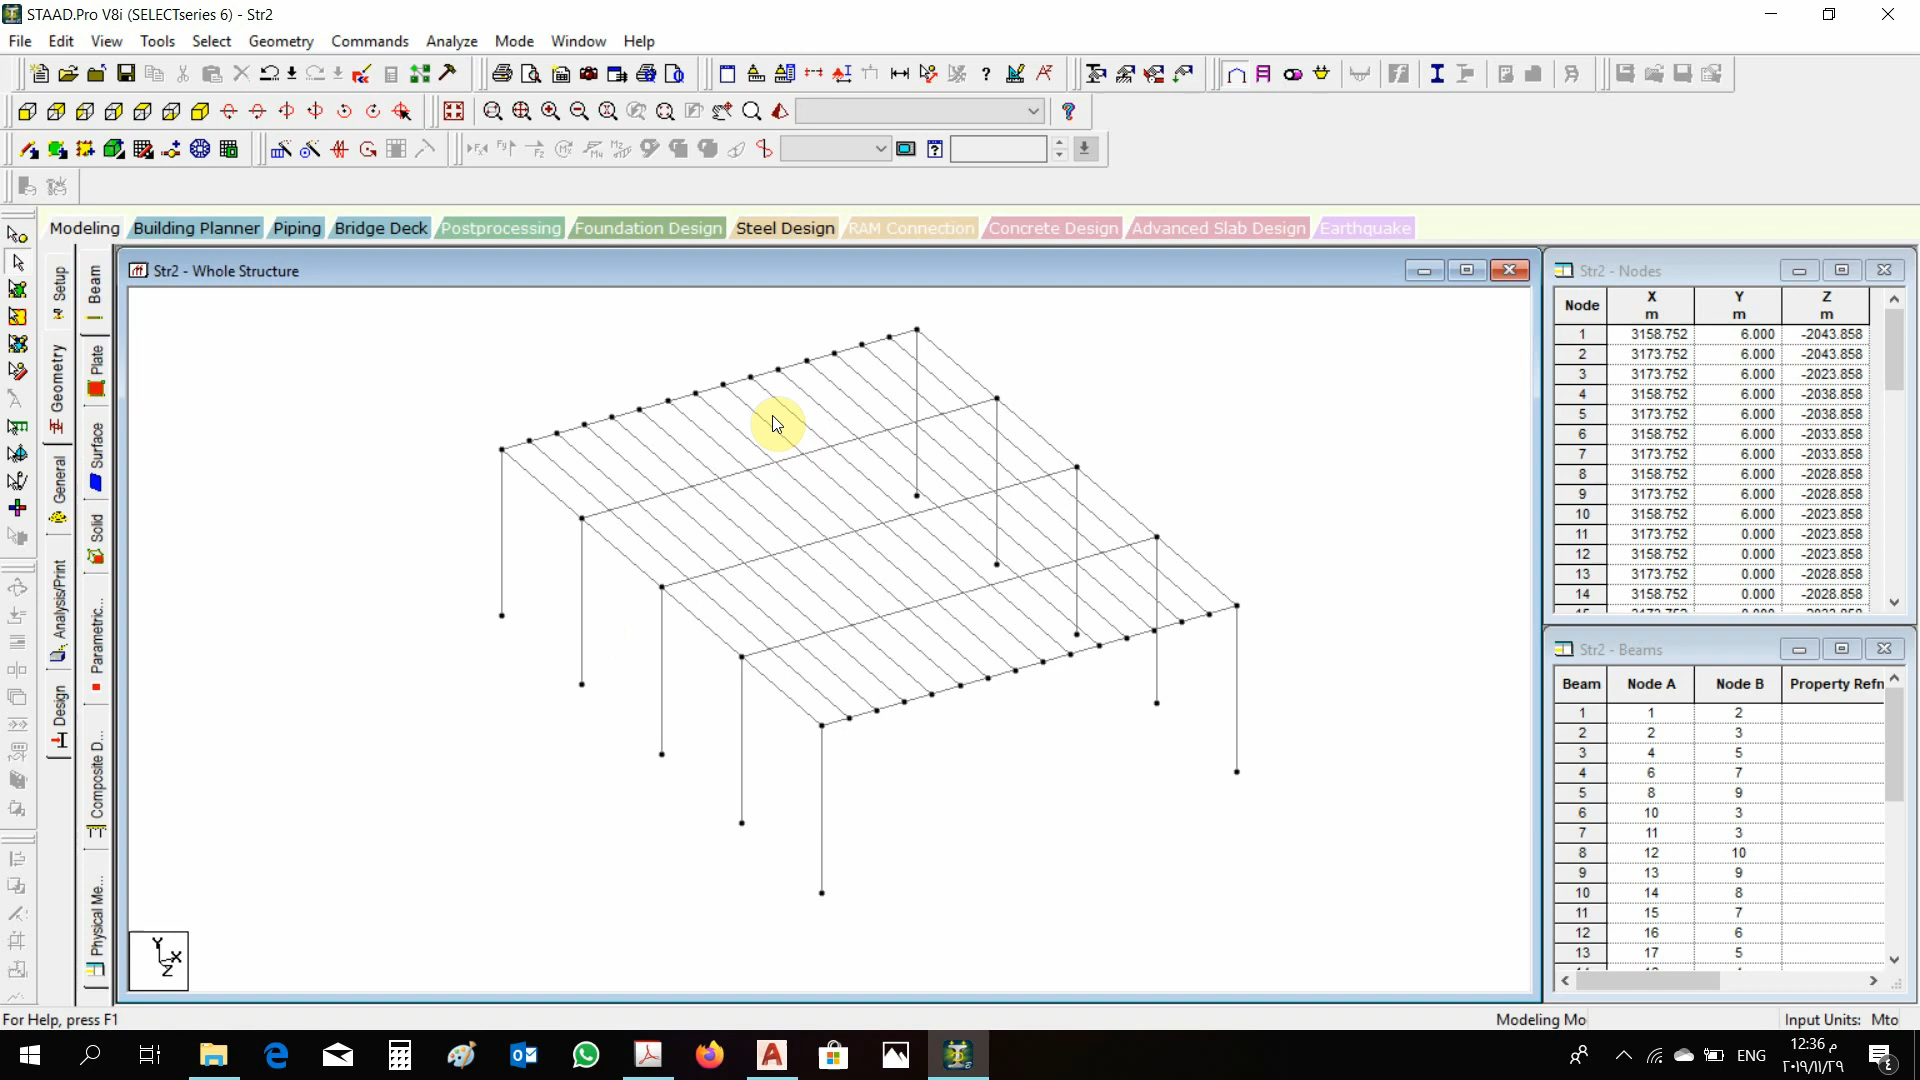 STAAD.Pro V8i (SELECTseries 6) - Str2
File Edit View Tools Select Geometry Commands Analyze Mode Window Help
Modeling Building Planner Piping Bridge Deck Postprocessing Foundation Design Steel Design RAM Connection Concrete Design Advanced Slab Design Earthquake
Setup
Geometry
General
Analysis/Print
Design
Beam
Plate
Surface
Solid
Parametric...
Composite D...
Physical Me...
Str2 - Whole Structure
Y
X
Z
Str2 - Nodes
Node X m Y m Z m
1 3158.752 6.000 -2043.858
2 3173.752 6.000 -2043.858
3 3173.752 6.000 -2023.858
4 3158.752 6.000 -2038.858
5 3173.752 6.000 -2038.858
6 3158.752 6.000 -2033.858
7 3173.752 6.000 -2033.858
8 3158.752 6.000 -2028.858
9 3173.752 6.000 -2028.858
10 3158.752 6.000 -2023.858
11 3173.752 0.000 -2023.858
12 3158.752 0.000 -2023.858
13 3173.752 0.000 -2028.858
14 3158.752 0.000 -2028.858
Str2 - Beams
Beam Node A Node B Property Refn
1 1 2
2 2 3
3 4 5
4 6 7
5 8 9
6 10 3
7 11 3
8 12 10
9 13 9
10 14 8
11 15 7
12 16 6
13 17 5
For Help, press F1
Modeling Mo
Input Units: Mto
ENG
12:36 م
٢٠١٩/١١/٢٩
٤